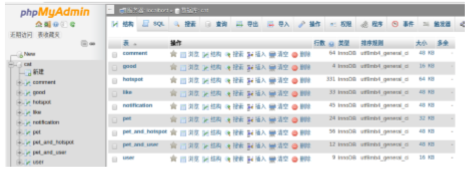 phpMyAdmin
近期访问 表收藏夹
New
cat
新建
comment
good
hotspot
like
notification
pet
pet_and_hotspot
pet_and_user
user
结构 SQL 搜索 查询 导出 导入 操作 权限 程序 事件 触发器
表 操作 行数 类型 排序规则 大小 多余
comment 浏览 结构 搜索 插入 清空 删除 64 InnoDB utf8mb4_general_ci 48 KB
good 浏览 结构 搜索 插入 清空 删除 InnoDB utf8mb4_general_ci 16 KB
hotspot 浏览 结构 搜索 插入 清空 删除 InnoDB utf8mb4_general_ci 64 KB
like 浏览 结构 搜索 插入 清空 删除 InnoDB utf8mb4_general_ci 48 KB
notification 浏览 结构 搜索 插入 清空 删除 InnoDB utf8mb4_general_ci 48 KB
pet 浏览 结构 搜索 插入 清空 删除 InnoDB utf8mb4_general_ci 32 KB
pet_and_hotspot 浏览 结构 搜索 插入 清空 删除 InnoDB utf8mb4_general_ci 48 KB
pet_and_user 浏览 结构 搜索 插入 清空 删除 12 InnoDB utf8mb4_general_ci 48 KB
user 浏览 结构 搜索 插入 清空 删除 InnoDB utf8mb4_general_ci 16 KB